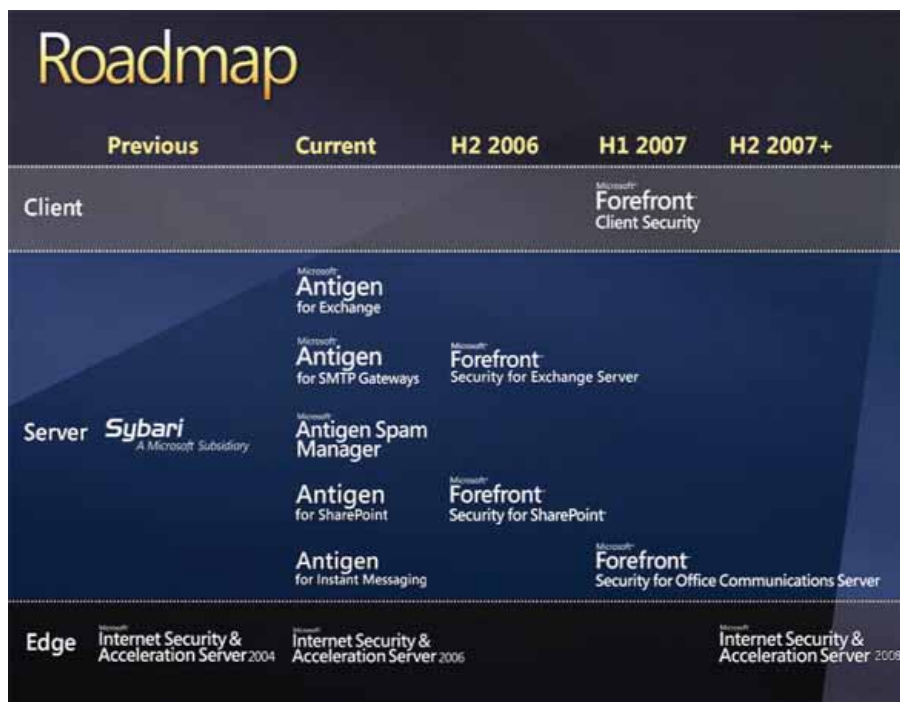 Roadmap
Previous Current H2 2006 H1 2007 H2 2007+
Client
Microsoft
Forefront
Client Security
Microsoft
Antigen
for Exchange
Microsoft
Antigen
for SMTP Gateways
Microsoft
Forefront
Security for Exchange Server
Server
Sybari
A Microsoft Subsidiary
Microsoft
Antigen Spam
Manager
Antigen
for SharePoint
Microsoft
Forefront
Security for SharePoint
Antigen
for Instant Messaging
Microsoft
Forefront
Security for Office Communications Server
Edge
Microsoft
Internet Security &
Acceleration Server 2004
Microsoft
Internet Security &
Acceleration Server 2006
Microsoft
Internet Security &
Acceleration Server 2008